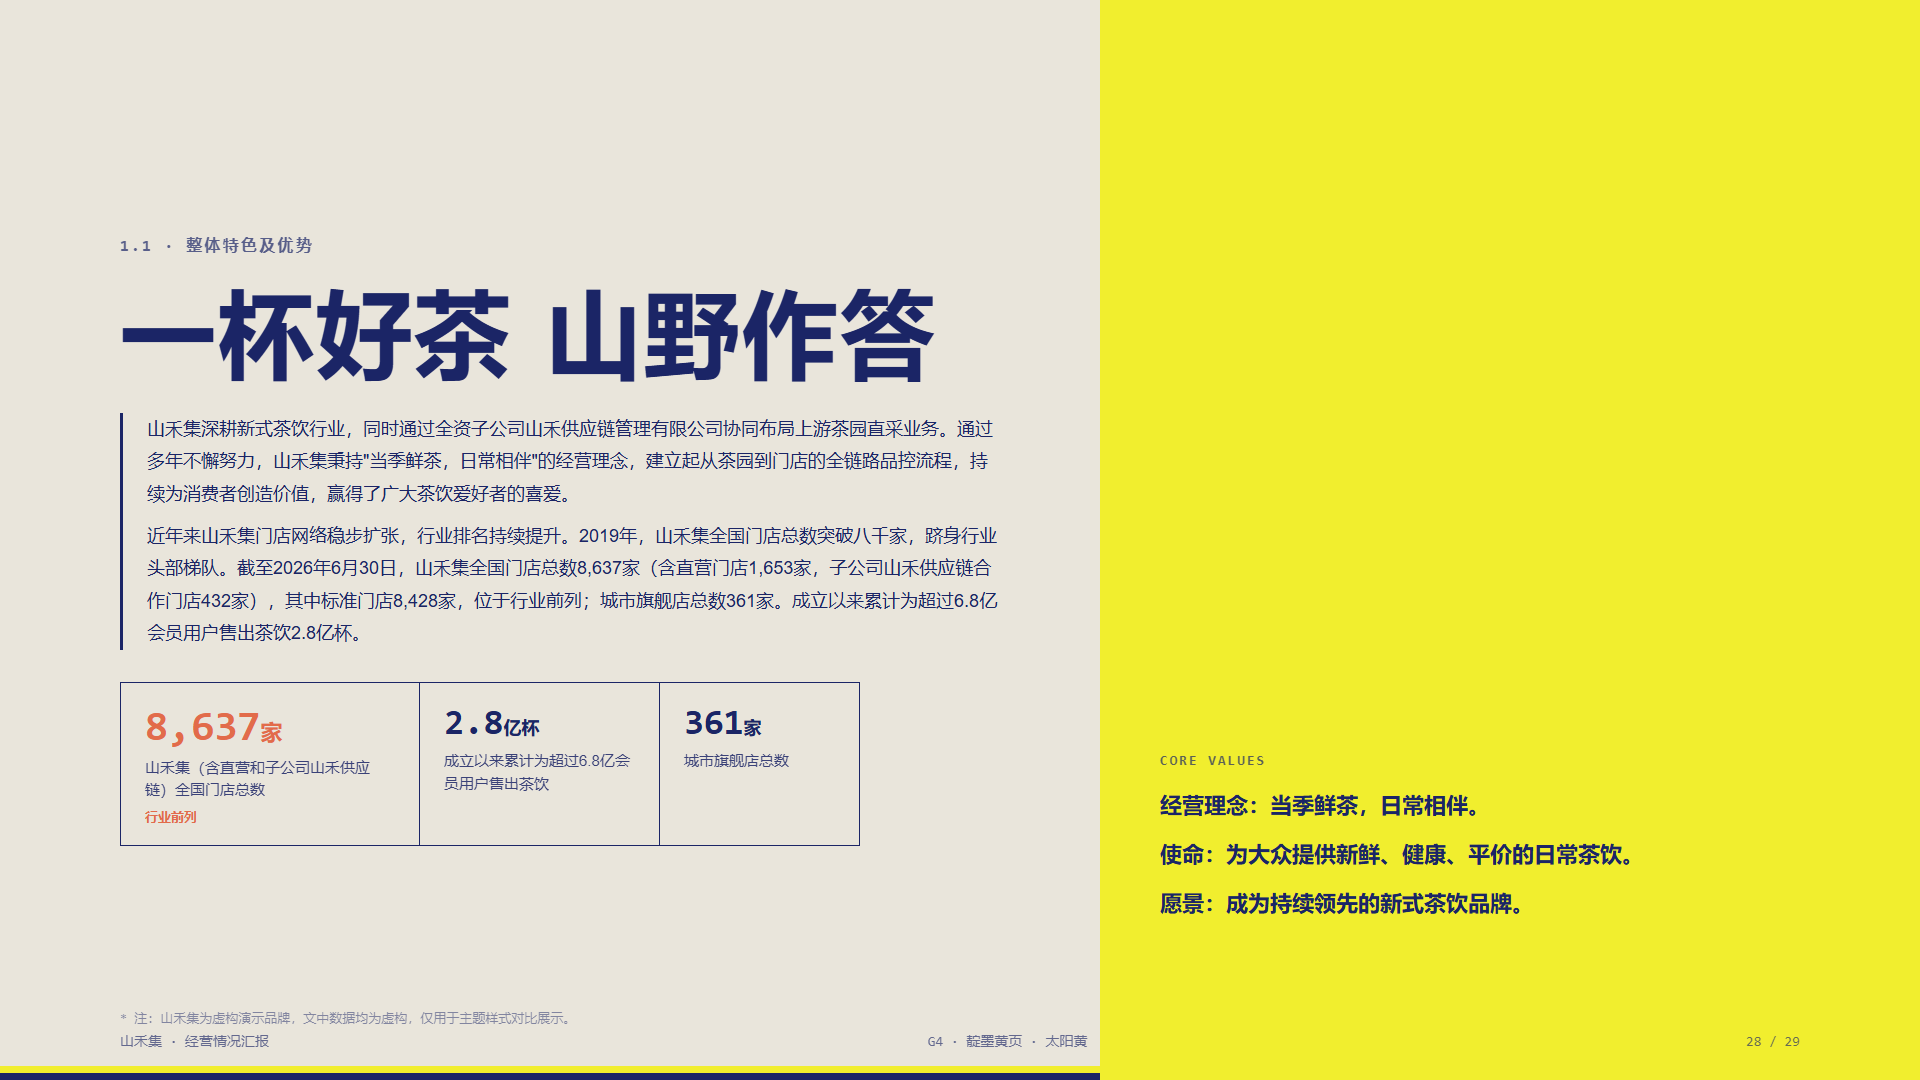 1.1 · 整体特色及优势
一杯好茶 山野作答
山禾集深耕新式茶饮行业，同时通过全资子公司山禾供应链管理有限公司协同布局上游茶园直采业务。通过
多年不懈努力，山禾集秉持"当季鲜茶，日常相伴"的经营理念，建立起从茶园到门店的全链路品控流程，持
续为消费者创造价值，赢得了广大茶饮爱好者的喜爱。
近年来山禾集门店网络稳步扩张，行业排名持续提升。2019年，山禾集全国门店总数突破八千家，跻身行业
头部梯队。截至2026年6月30日，山禾集全国门店总数8,637家（含直营门店1,653家，子公司山禾供应链合
作门店432家），其中标准门店8,428家，位于行业前列；城市旗舰店总数361家。成立以来累计为超过6.8亿
会员用户售出茶饮2.8亿杯。
8,637家
山禾集（含直营和子公司山禾供应
链）全国门店总数
行业前列
2.8亿杯
成立以来累计为超过6.8亿会
员用户售出茶饮
361家
城市旗舰店总数
CORE VALUES
经营理念：当季鲜茶，日常相伴。
使命：为大众提供新鲜、健康、平价的日常茶饮。
愿景：成为持续领先的新式茶饮品牌。
* 注：山禾集为虚构演示品牌，文中数据均为虚构，仅用于主题样式对比展示。
山禾集 · 经营情况汇报
G4 · 靛墨黄页 · 太阳黄
28 / 29